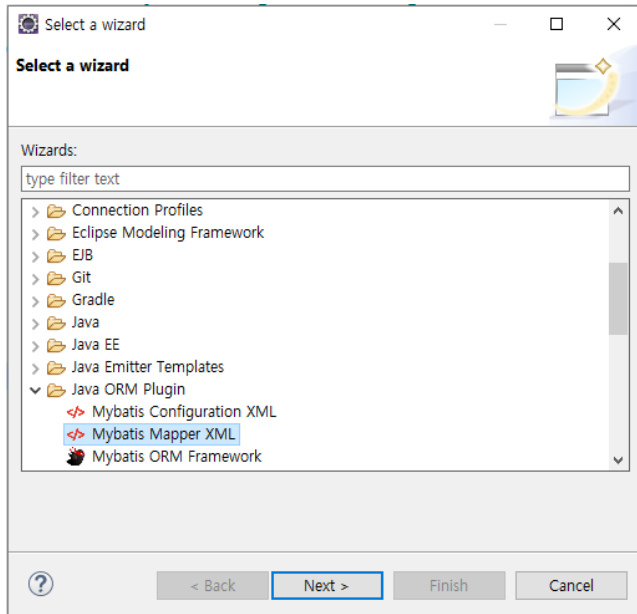 Select a wizard
Select a wizard
Wizards:
type filter text
Connection Profiles
Eclipse Modeling Framework
EJB
Git
Gradle
Java
Java EE
Java Emitter Templates
Java ORM Plugin
</> Mybatis Configuration XML
</> Mybatis Mapper XML
Mybatis ORM Framework
? < Back Next > Finish Cancel